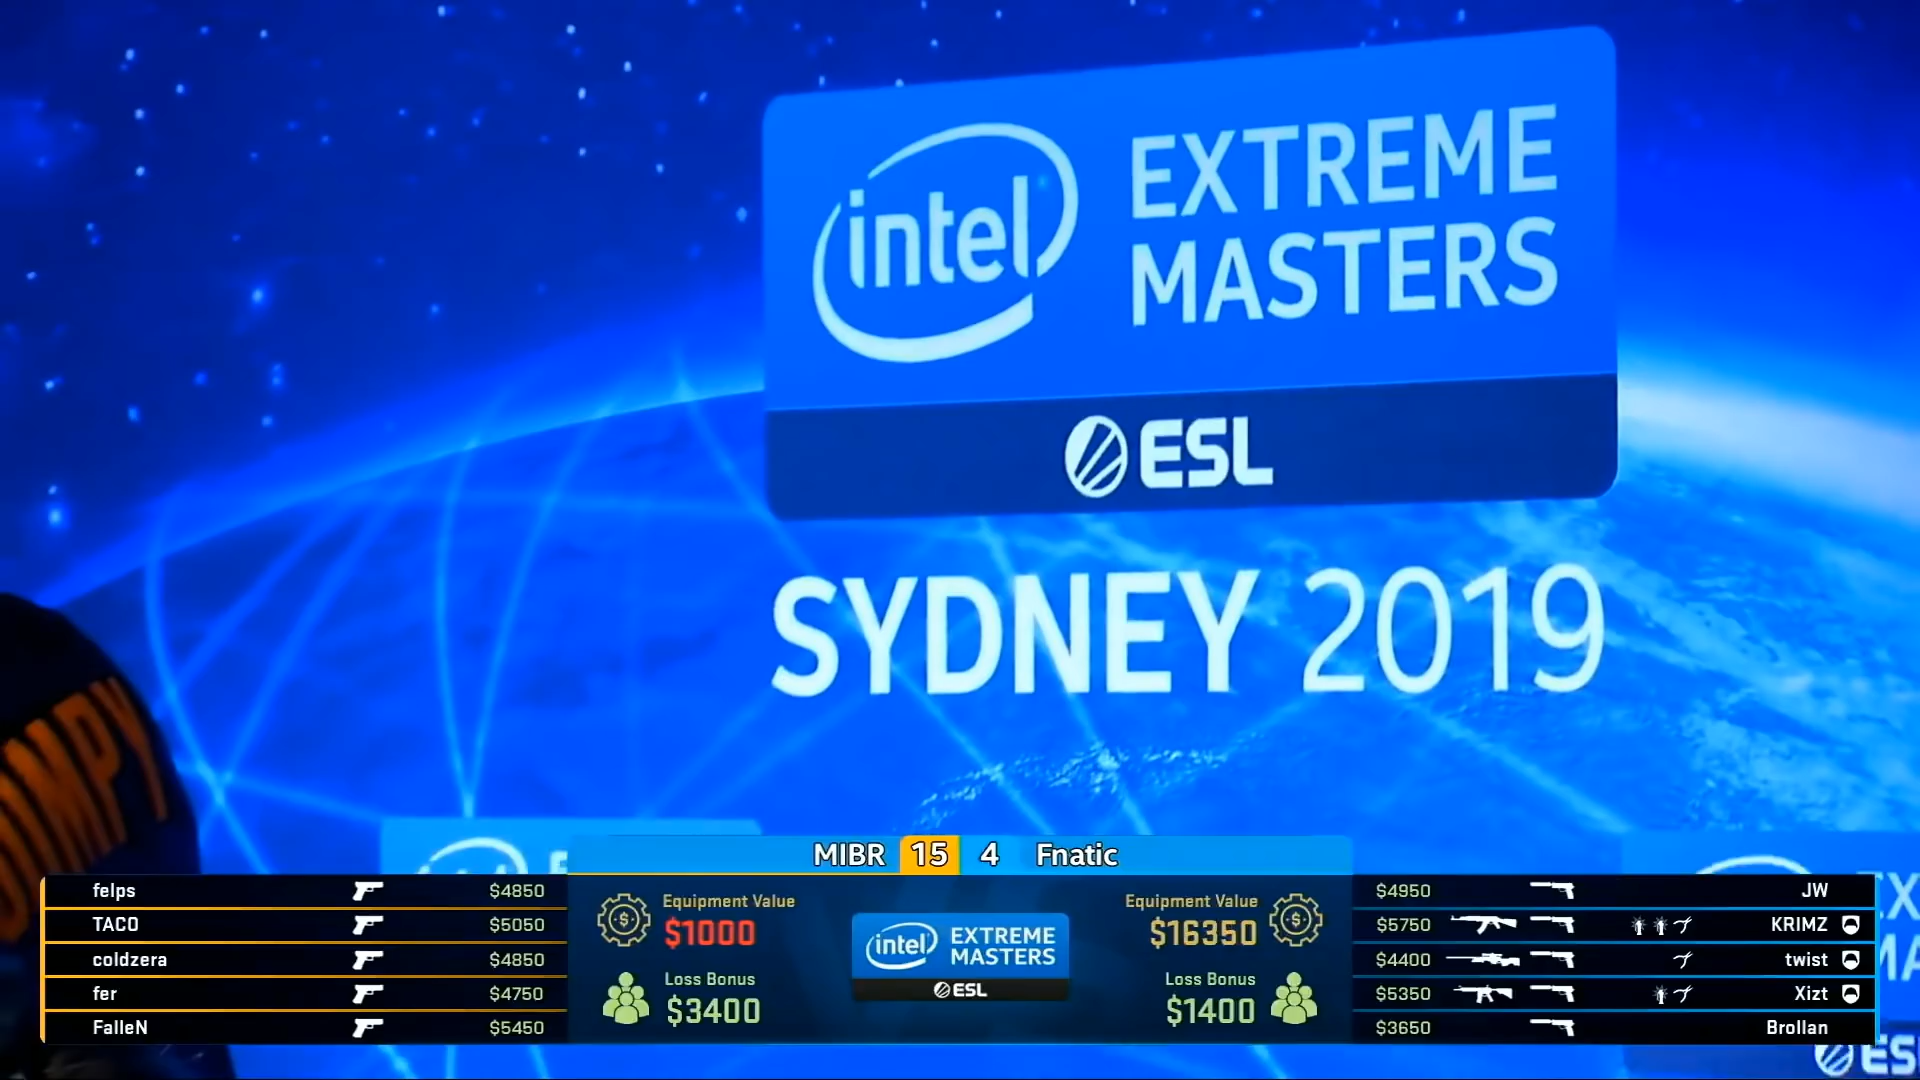 intel
EXTREME
MASTERS
ESL
SYDNEY 2019
MIBR 15 4 Fnatic
felps $4850
TACO $5050
coldzera $4850
fer $4750
FalleN $5450
Equipment Value
$1000
Loss Bonus
$3400
intel
EXTREME
MASTERS
ESL
Equipment Value
$16350
Loss Bonus
$1400
$4950 JW
$5750 KRIMZ
$4400 twist
$5350 Xizt
$3650 Brollan
ESL